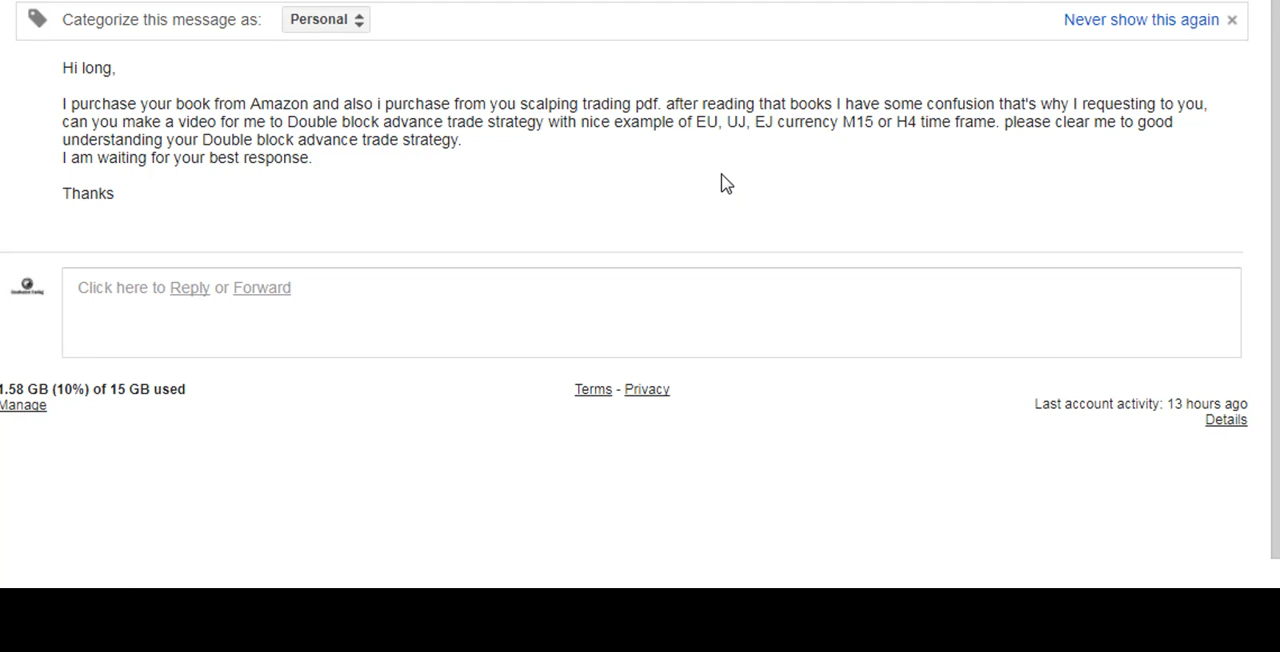 Categorize this message as: Personal Never show this again ×
Hi long,
I purchase your book from Amazon and also i purchase from you scalping trading pdf. after reading that books I have some confusion that's why I requesting to you,
can you make a video for me to Double block advance trade strategy with nice example of EU, UJ, EJ currency M15 or H4 time frame. please clear me to good
understanding your Double block advance trade strategy.
I am waiting for your best response.
Thanks
Click here to Reply or Forward
1.58 GB (10%) of 15 GB used
Manage
Terms - Privacy
Last account activity: 13 hours ago
Details